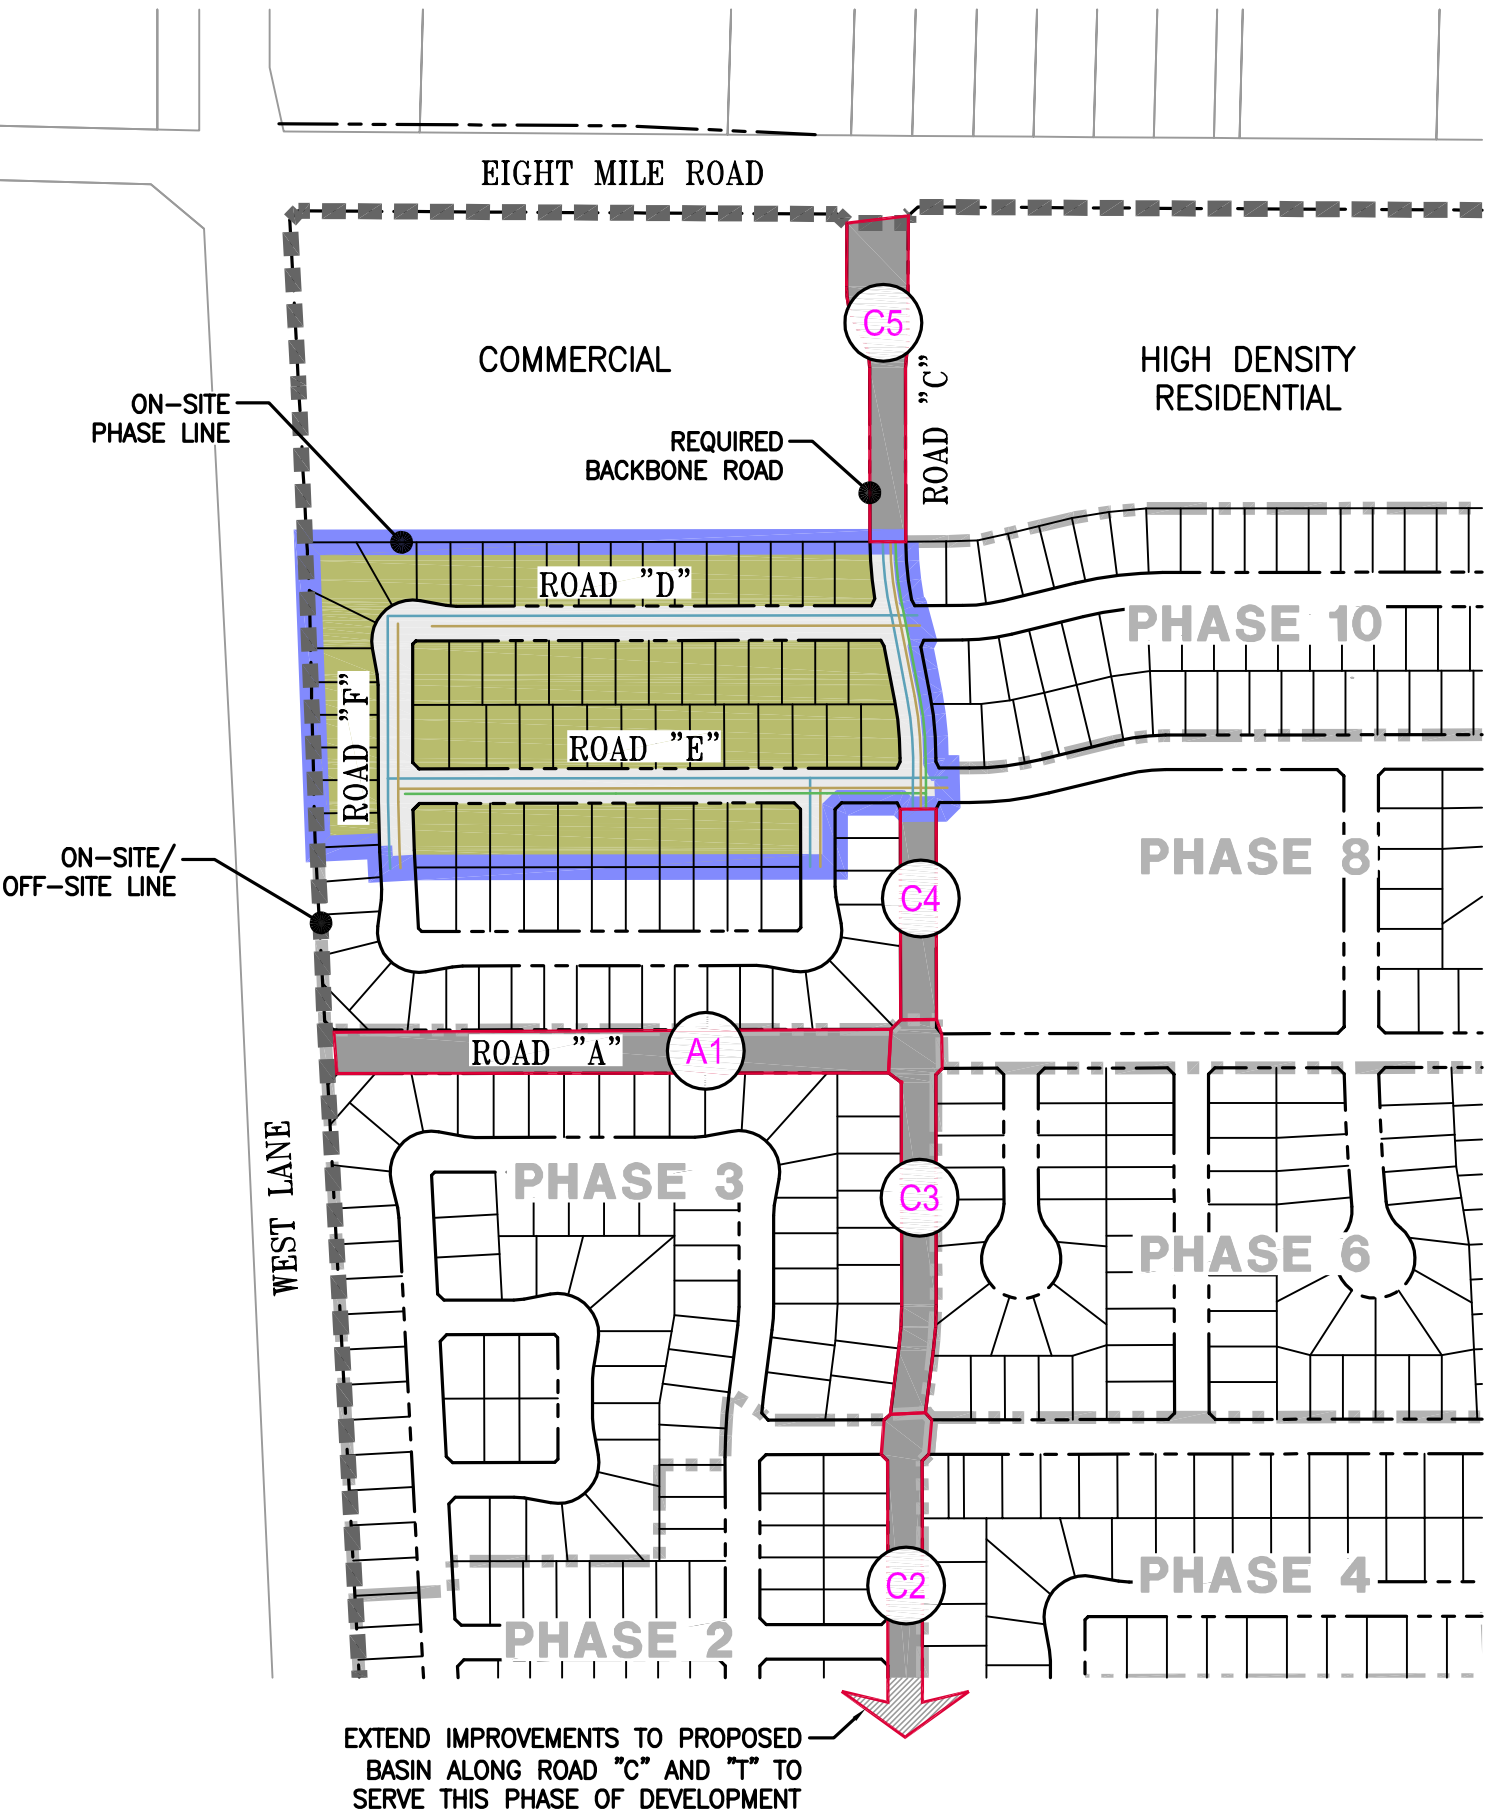 EIGHT MILE ROAD
C5
COMMERCIAL
HIGH DENSITY
RESIDENTIAL
ROAD "C"
ON-SITE
PHASE LINE
REQUIRED
BACKBONE ROAD
ROAD "D"
PHASE 10
ROAD "F"
ROAD "E"
ON-SITE/
OFF-SITE LINE
PHASE 8
C4
ROAD "A"
A1
WEST LANE
PHASE 3
C3
PHASE 6
C2
PHASE 4
PHASE 2
EXTEND IMPROVEMENTS TO PROPOSED
BASIN ALONG ROAD "C" AND "T" TO
SERVE THIS PHASE OF DEVELOPMENT